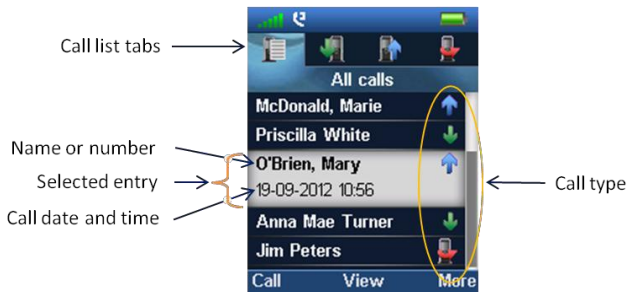 Call list tabs
All calls
McDonald, Marie
Priscilla White
Name or number
O'Brien, Mary
Selected entry
19-09-2012 10:56
Call type
Call date and time
Anna Mae Turner
Jim Peters
Call View More